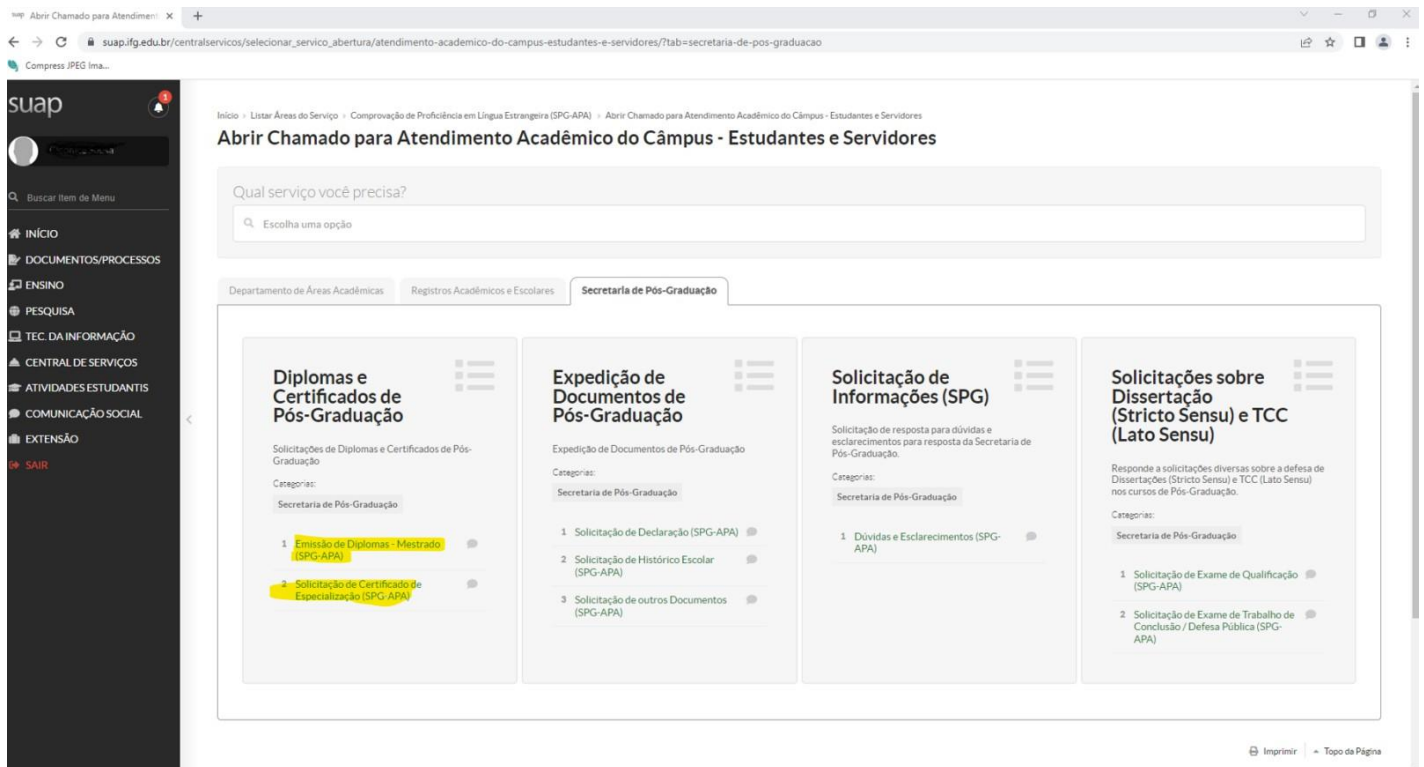 suap Abrir Chamado para Atendiment
suap.ifg.edu.br/centralservicos/selecionar_servico_abertura/atendimento-academico-do-campus-estudantes-e-servidores/?tab=secretaria-de-pos-graduacao
Compress JPEG Ima...
suap
1
Buscar Item de Menu
INÍCIO
DOCUMENTOS/PROCESSOS
ENSINO
PESQUISA
TEC. DA INFORMAÇÃO
CENTRAL DE SERVIÇOS
ATIVIDADES ESTUDANTIS
COMUNICAÇÃO SOCIAL
EXTENSÃO
SAIR
Início › Listar Áreas do Serviço › Comprovação de Proficiência em Língua Estrangeira (SPG-APA) › Abrir Chamado para Atendimento Acadêmico do Câmpus - Estudantes e Servidores
Abrir Chamado para Atendimento Acadêmico do Câmpus - Estudantes e Servidores
Qual serviço você precisa?
Escolha uma opção
Departamento de Áreas Acadêmicas Registros Acadêmicos e Escolares Secretaria de Pós-Graduação
Diplomas e
Certificados de
Pós-Graduação
Solicitações de Diplomas e Certificados de Pós-
Graduação
Categorias:
Secretaria de Pós-Graduação
1 Emissão de Diplomas - Mestrado
(SPG-APA)
2 Solicitação de Certificado de
Especialização (SPG-APA)
Expedição de
Documentos de
Pós-Graduação
Expedição de Documentos de Pós-Graduação
Categorias:
Secretaria de Pós-Graduação
1 Solicitação de Declaração (SPG-APA)
2 Solicitação de Histórico Escolar
(SPG-APA)
3 Solicitação de outros Documentos
(SPG-APA)
Solicitação de
Informações (SPG)
Solicitação de resposta para dúvidas e
esclarecimentos para resposta da Secretaria de
Pós-Graduação.
Categorias:
Secretaria de Pós-Graduação
1 Dúvidas e Esclarecimentos (SPG-
APA)
Solicitações sobre
Dissertação
(Stricto Sensu) e TCC
(Lato Sensu)
Responde a solicitações diversas sobre a defesa de
Dissertações (Stricto Sensu) e TCC (Lato Sensu)
nos cursos de Pós-Graduação.
Categorias:
Secretaria de Pós-Graduação
1 Solicitação de Exame de Qualificação
(SPG-APA)
2 Solicitação de Exame de Trabalho de
Conclusão / Defesa Pública (SPG-
APA)
Imprimir Topo da Página